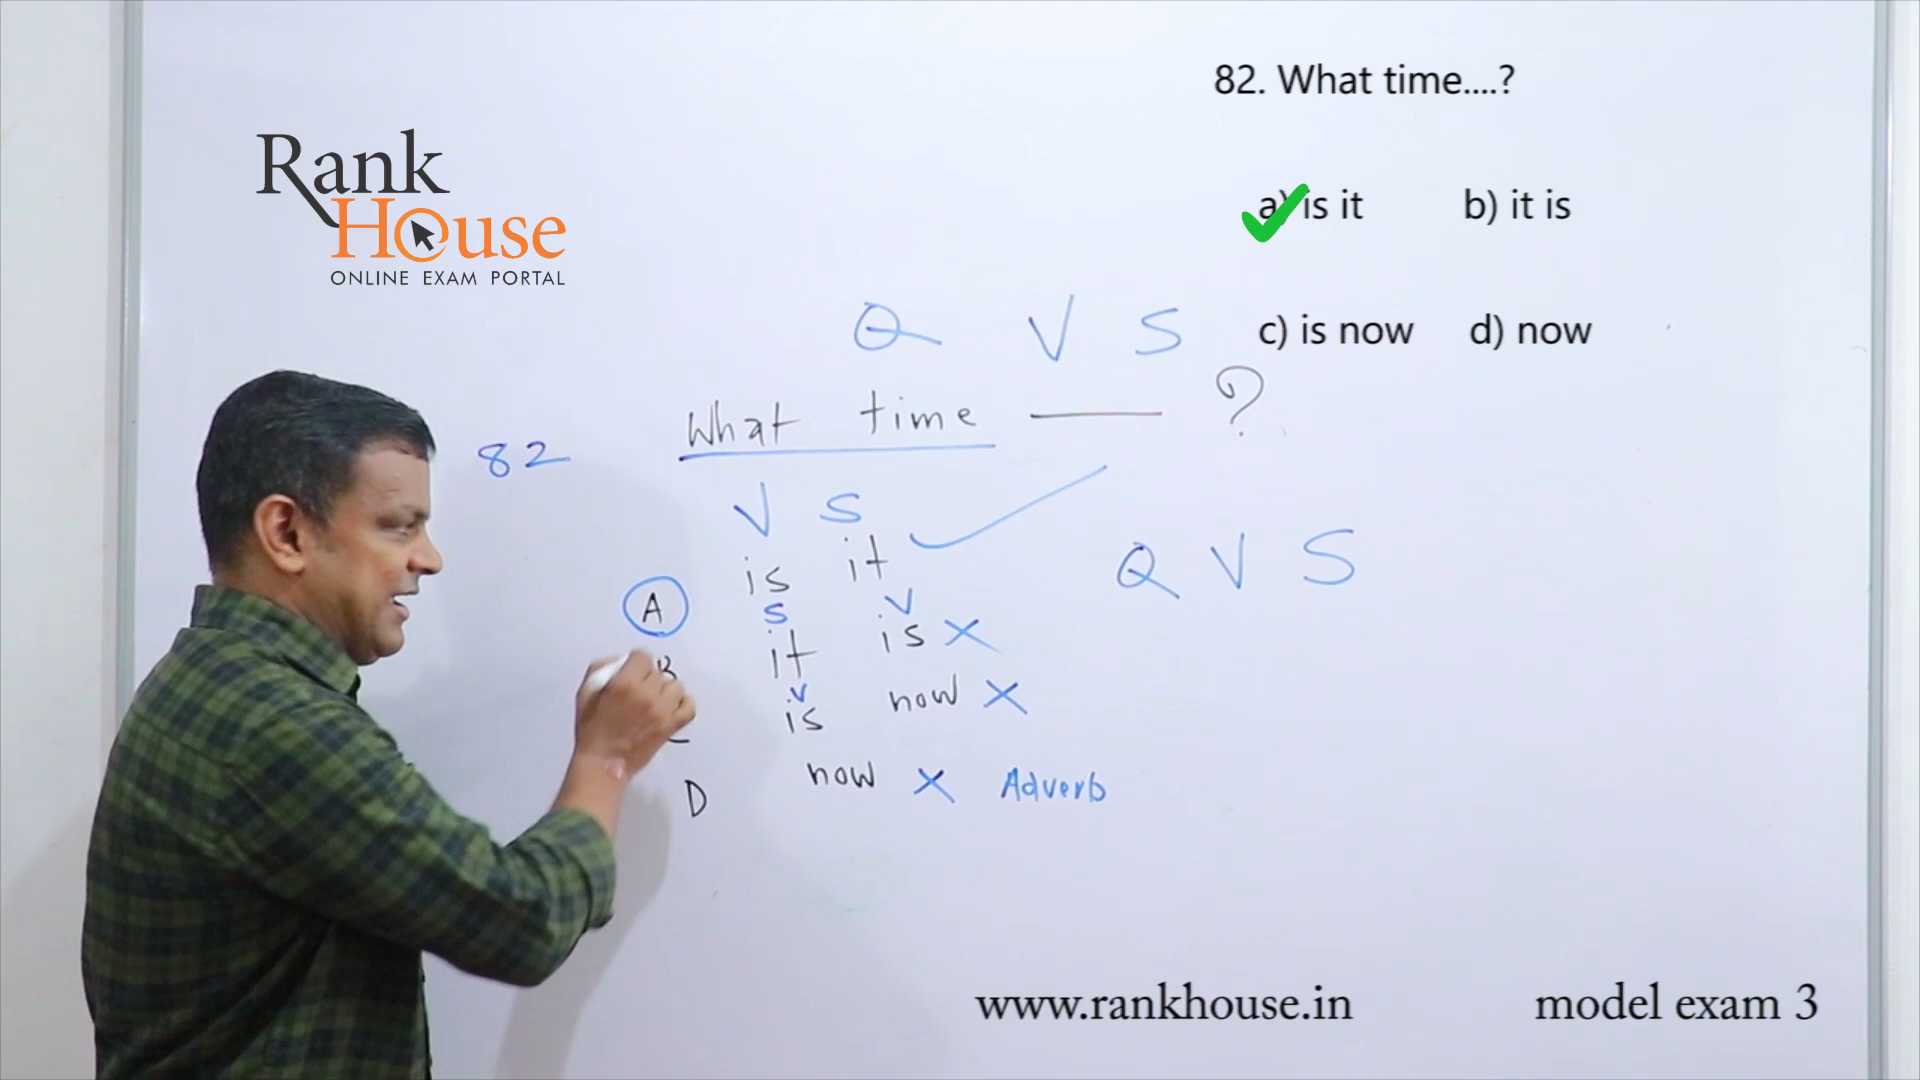 82. What time....?
Rank
House
ONLINE EXAM PORTAL
a) is it b) it is
c) is now d) now
Q V S
What time ?
82
V S
is it
Q V S
A
S V
it is X
B
V
is now X
C
now X Adverb
D
www.rankhouse.in model exam 3